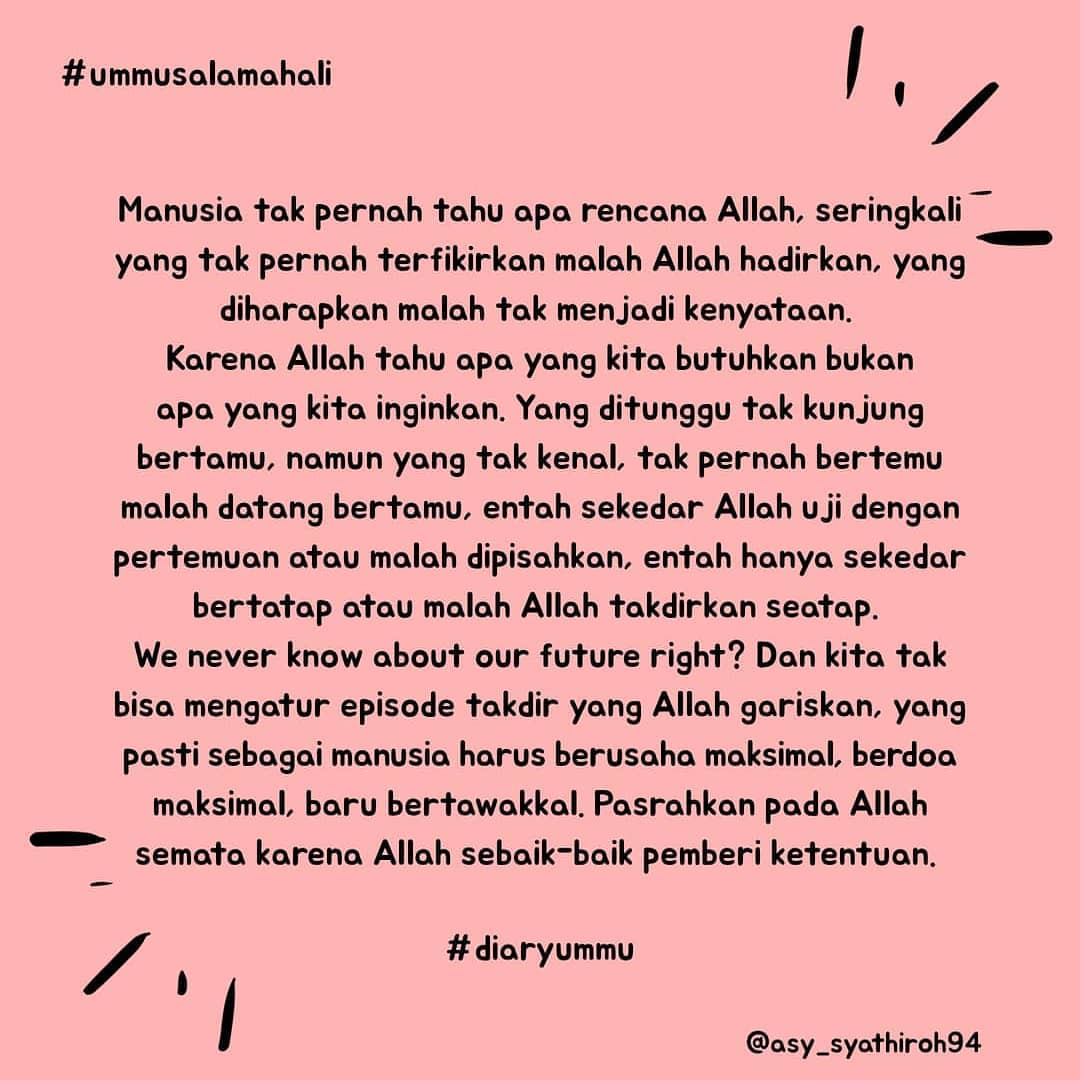 #ummusalamahali
Manusia tak pernah tahu apa rencana Allah, seringkali
yang tak pernah terfikirkan malah Allah hadirkan, yang
diharapkan malah tak menjadi kenyataan.
Karena Allah tahu apa yang kita butuhkan bukan
apa yang kita inginkan. Yang ditunggu tak kunjung
bertamu, namun yang tak kenal, tak pernah bertemu
malah datang bertamu, entah sekedar Allah uji dengan
pertemuan atau malah dipisahkan, entah hanya sekedar
bertatap atau malah Allah takdirkan seatap.
We never know about our future right? Dan kita tak
bisa mengatur episode takdir yang Allah gariskan, yang
pasti sebagai manusia harus berusaha maksimal, berdoa
maksimal, baru bertawakkal. Pasrahkan pada Allah
semata karena Allah sebaik-baik pemberi ketentuan.
#diaryummu
@asy_syathiroh94